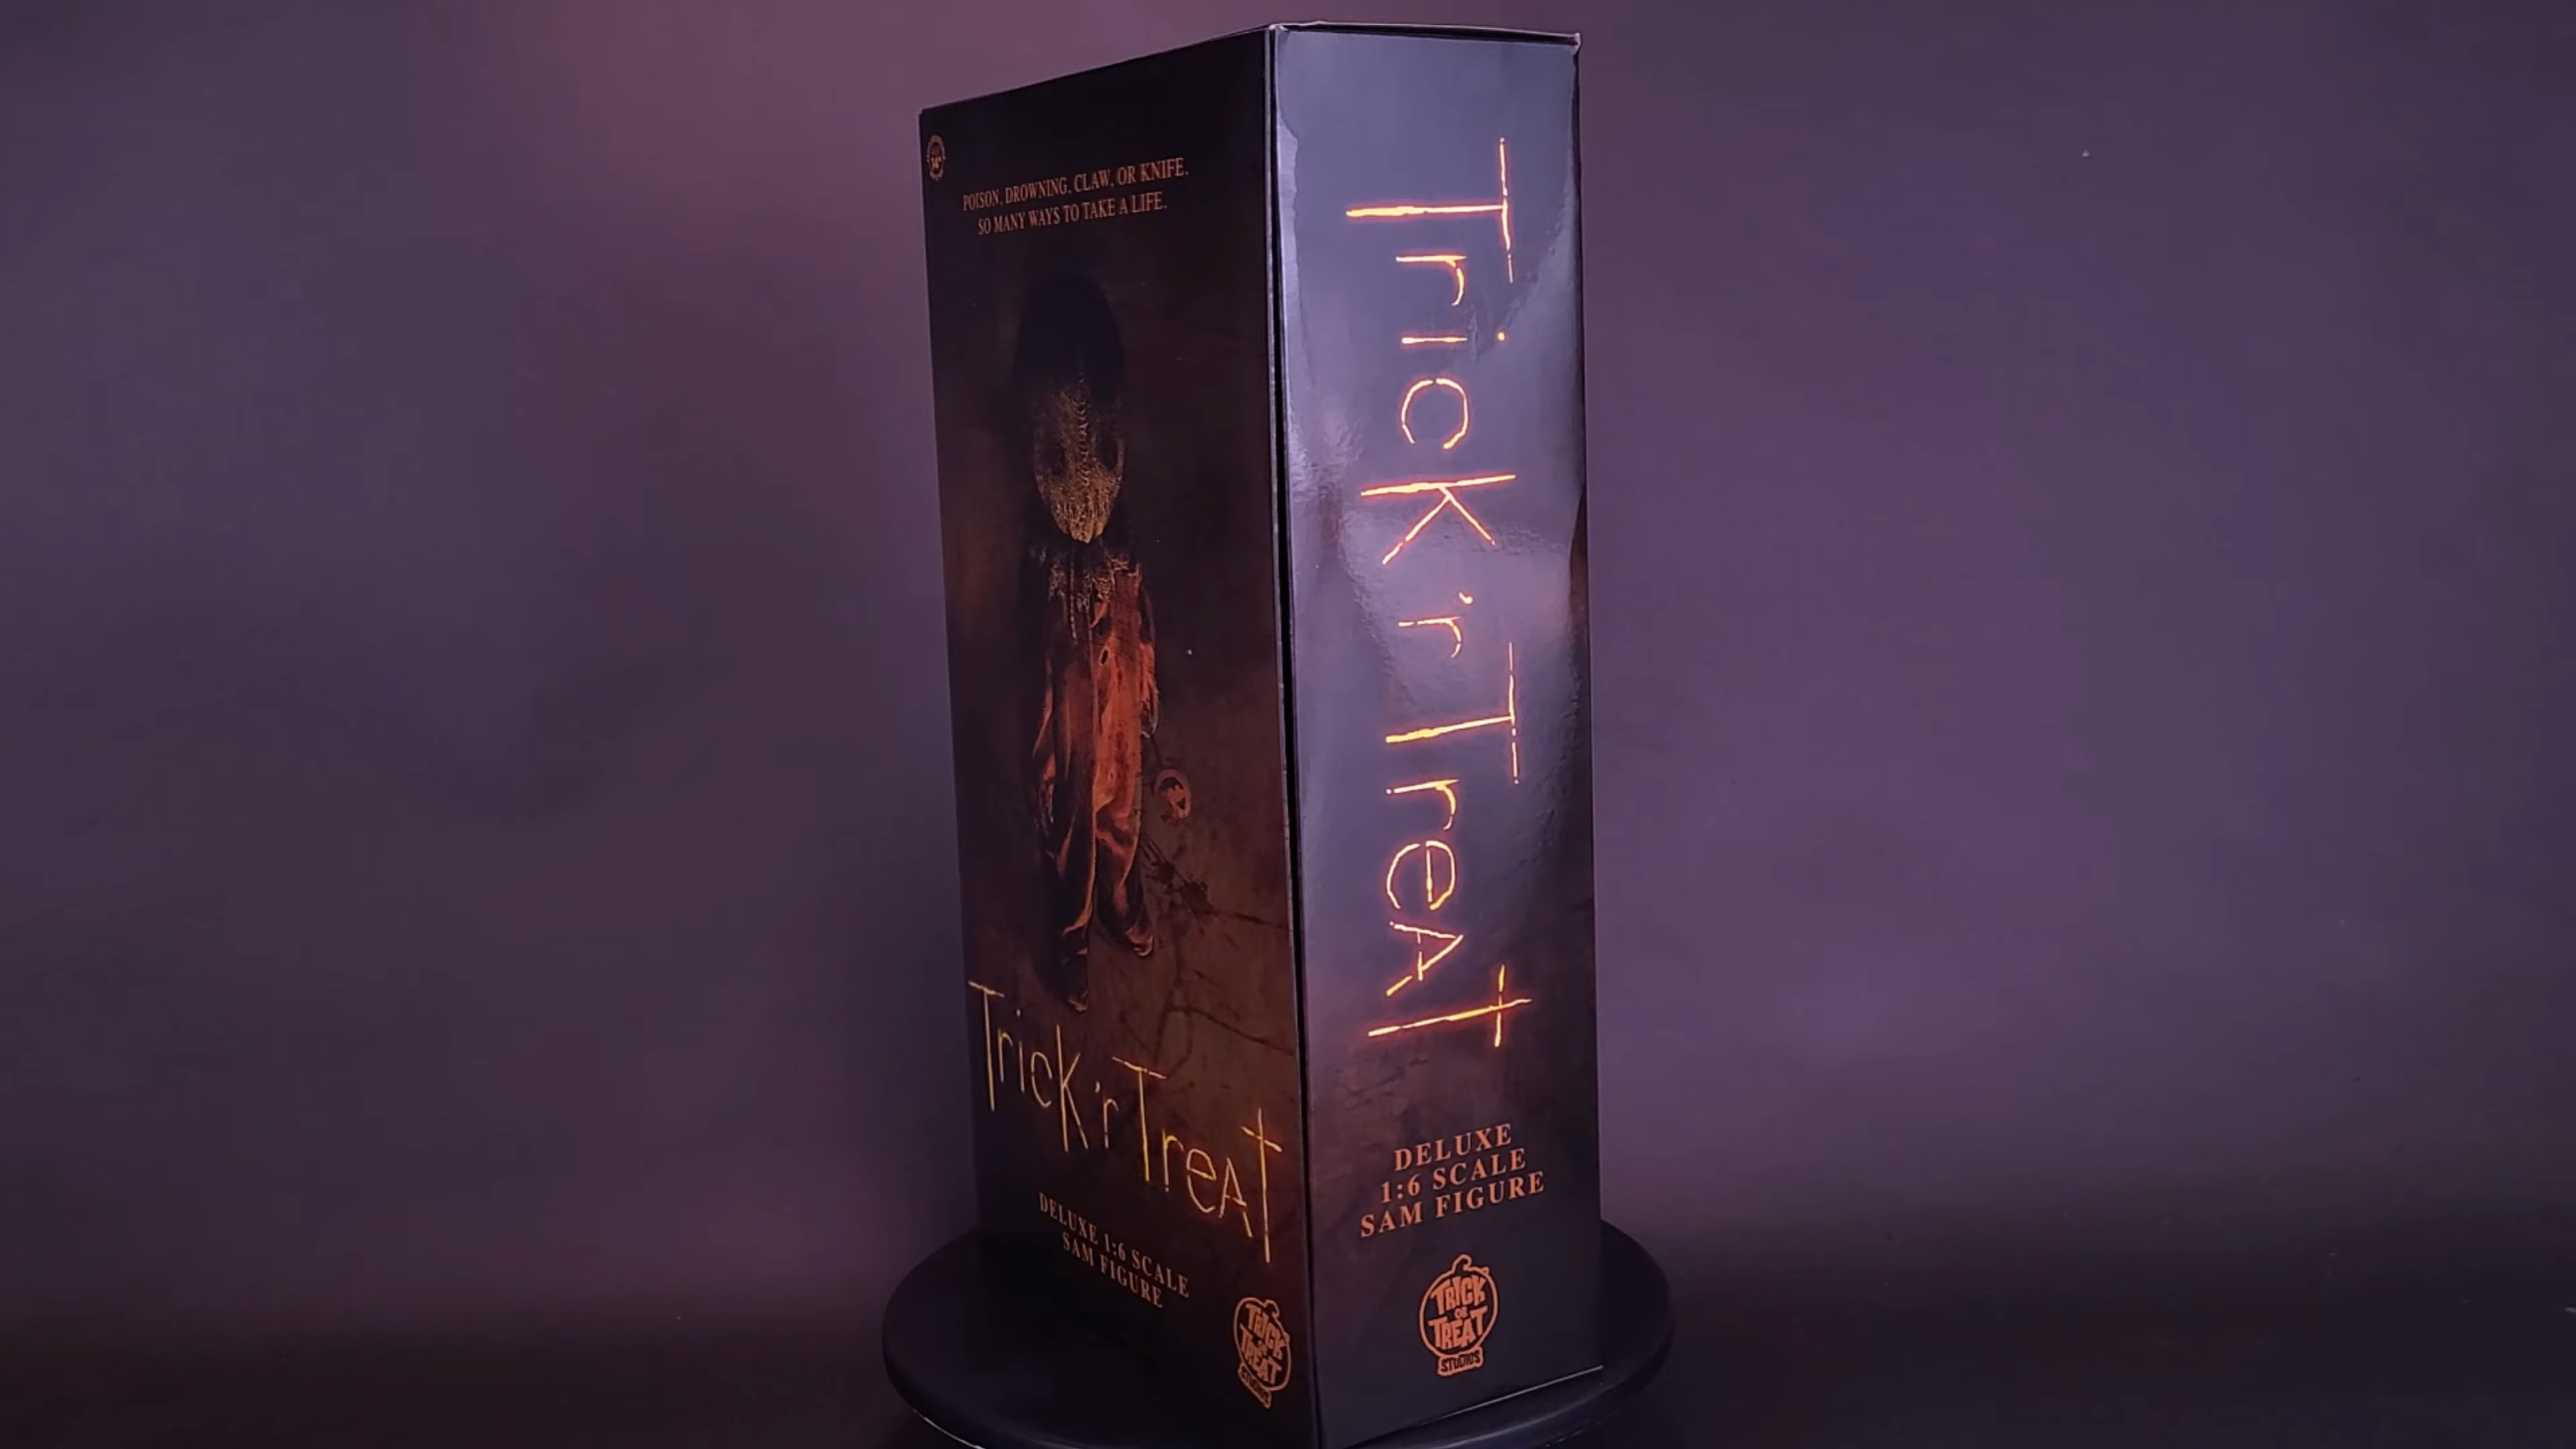 POISON, DROWNING, CLAW, OR KNIFE.
SO MANY WAYS TO TAKE A LIFE.
Trick 'r TreAt
DELUXE 1:6 SCALE
SAM FIGURE
TRICK
OR
TREAT
STUDIOS
Trick 'r TreAt
DELUXE
1:6 SCALE
SAM FIGURE
TRICK
OR
TREAT
STUDIOS